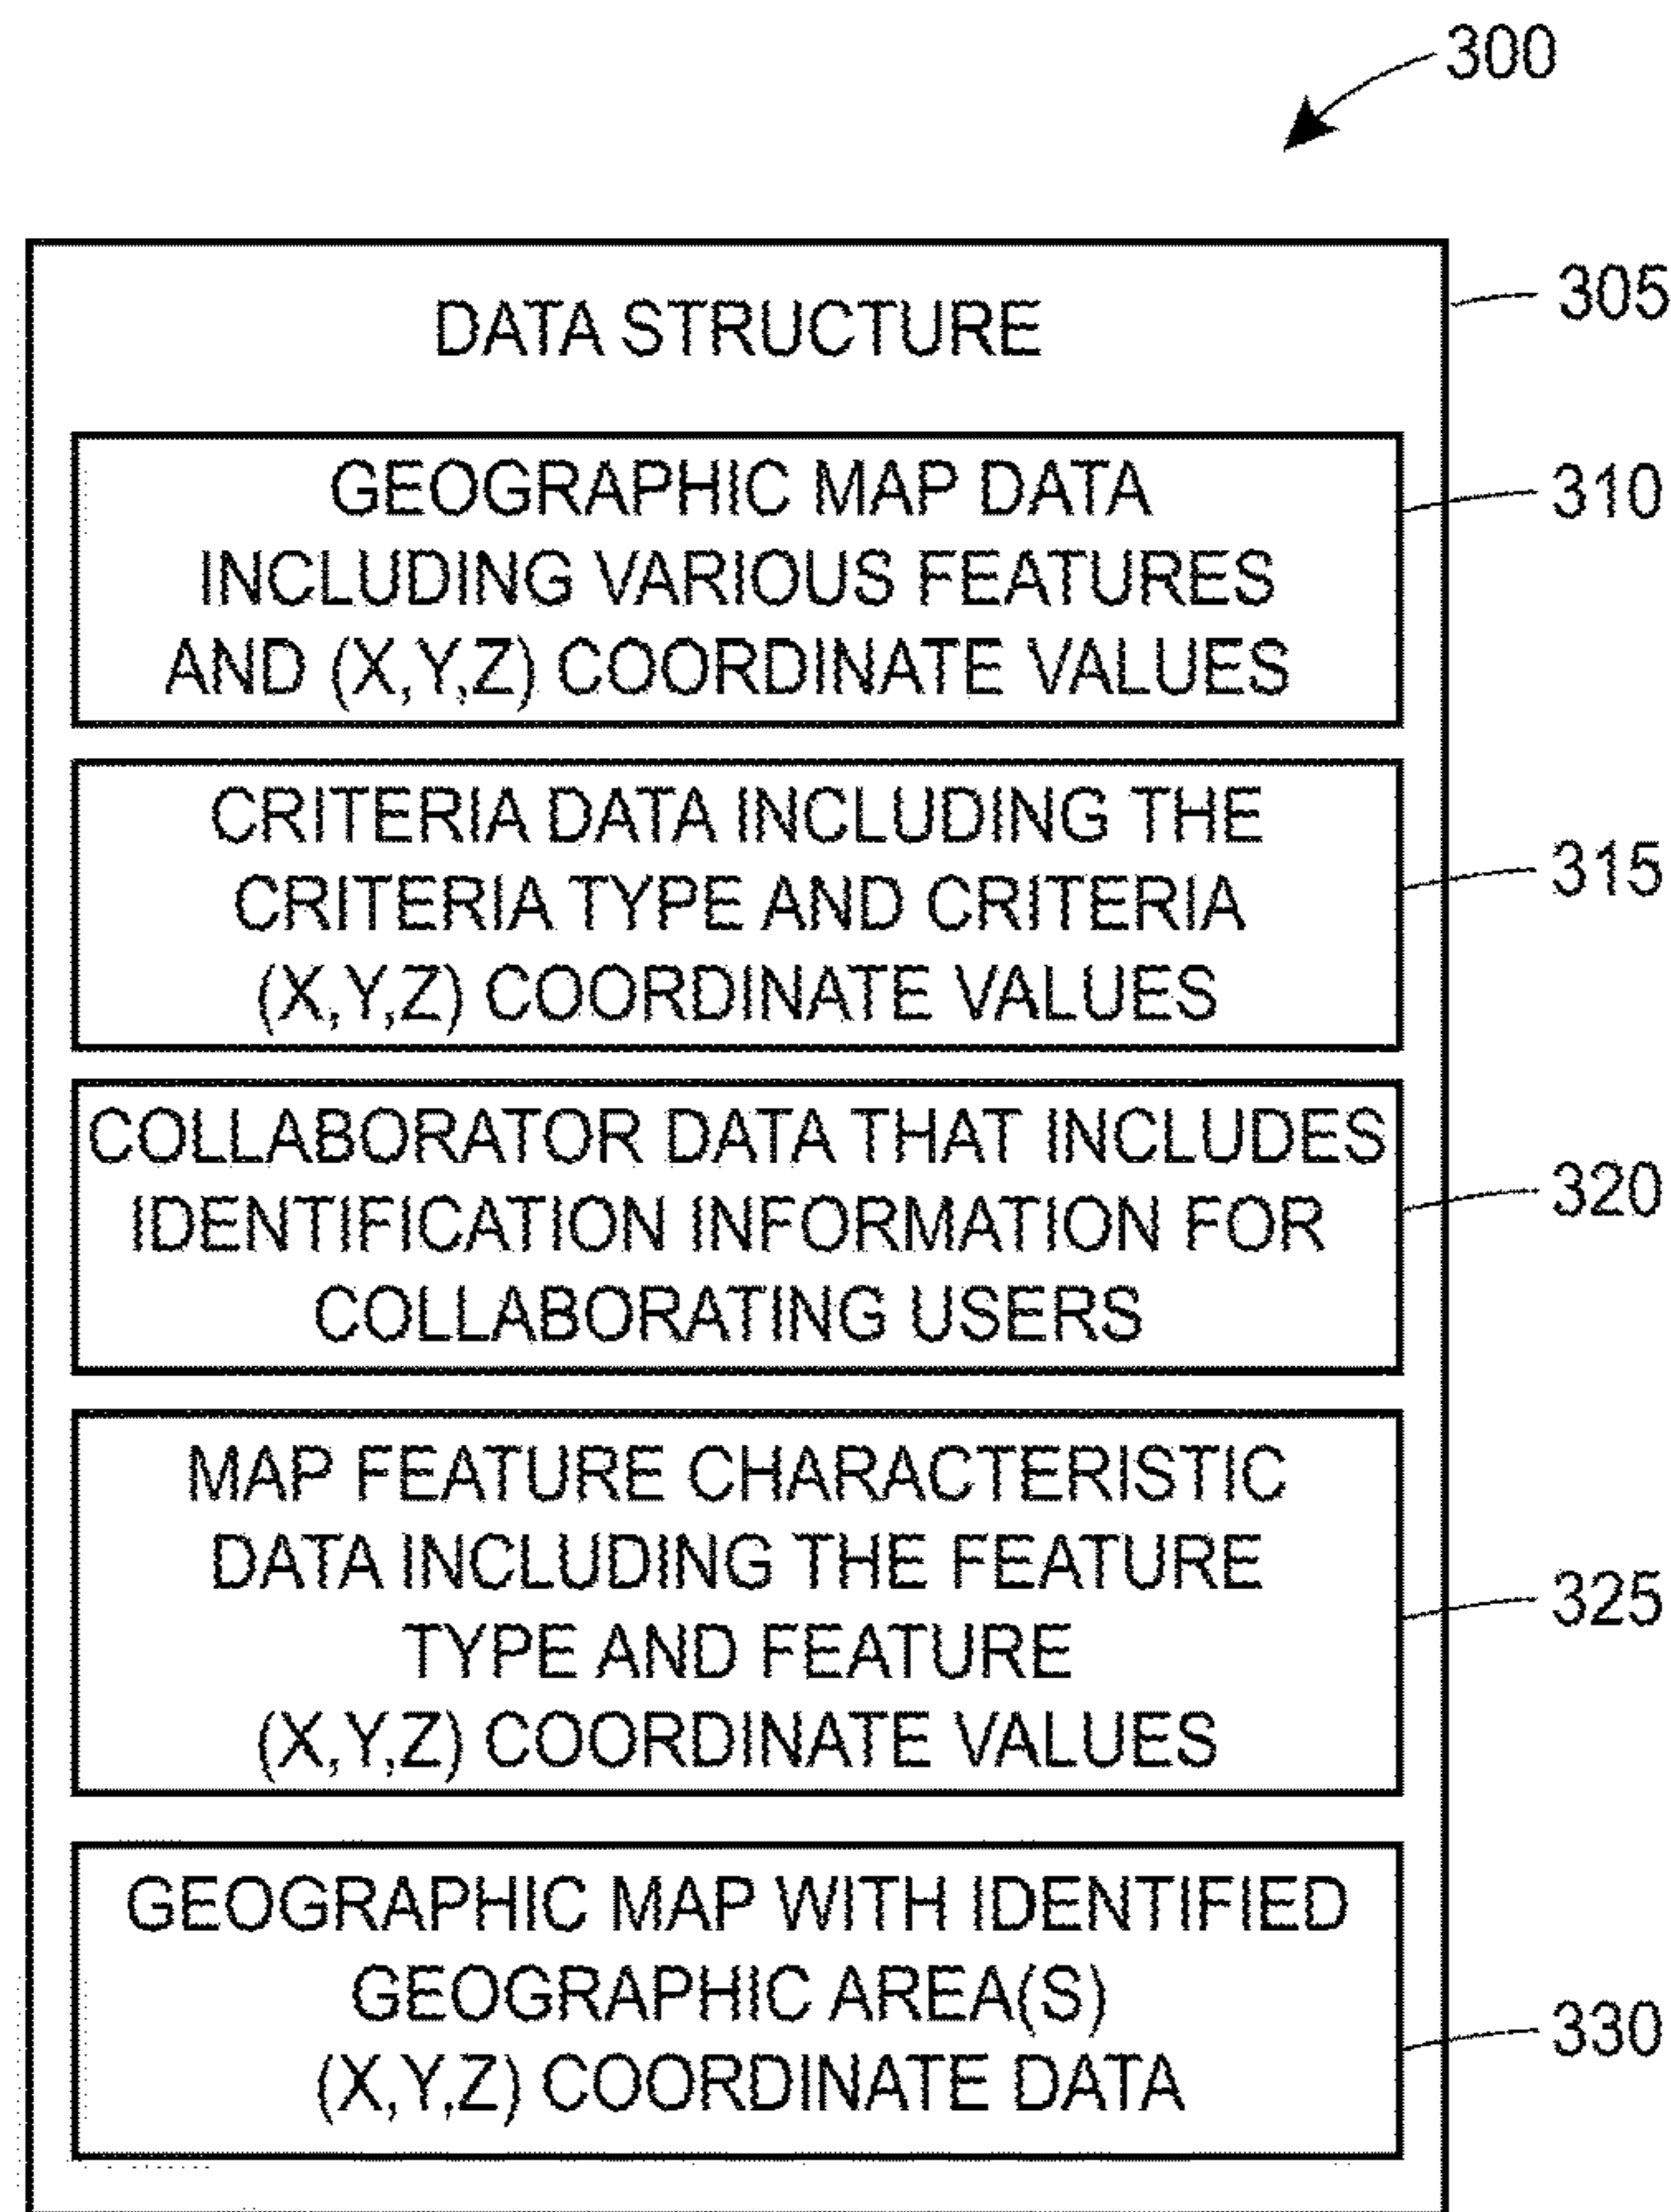 300
305
DATA STRUCTURE
GEOGRAPHIC MAP DATA
INCLUDING VARIOUS FEATURES
AND (X,Y,Z) COORDINATE VALUES
310
CRITERIA DATA INCLUDING THE
CRITERIA TYPE AND CRITERIA
(X,Y,Z) COORDINATE VALUES
315
COLLABORATOR DATA THAT INCLUDES
IDENTIFICATION INFORMATION FOR
COLLABORATING USERS
320
MAP FEATURE CHARACTERISTIC
DATA INCLUDING THE FEATURE
TYPE AND FEATURE
(X,Y,Z) COORDINATE VALUES
325
GEOGRAPHIC MAP WITH IDENTIFIED
GEOGRAPHIC AREA(S)
(X,Y,Z) COORDINATE DATA
330